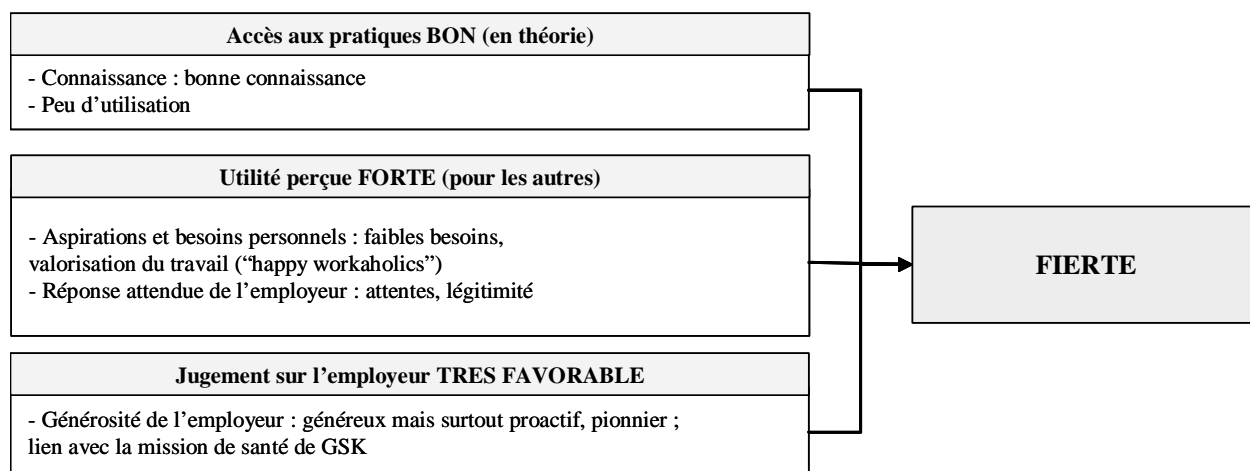 Accès aux pratiques BON (en théorie)
- Connaissance : bonne connaissance
- Peu d’utilisation
Utilité perçue FORTE (pour les autres)
- Aspirations et besoins personnels : faibles besoins,
valorisation du travail (“happy workaholics”)
- Réponse attendue de l’employeur : attentes, légitimité
FIERTE
Jugement sur l’employeur TRES FAVORABLE
- Générosité de l’employeur : généreux mais surtout proactif, pionnier ;
lien avec la mission de santé de GSK